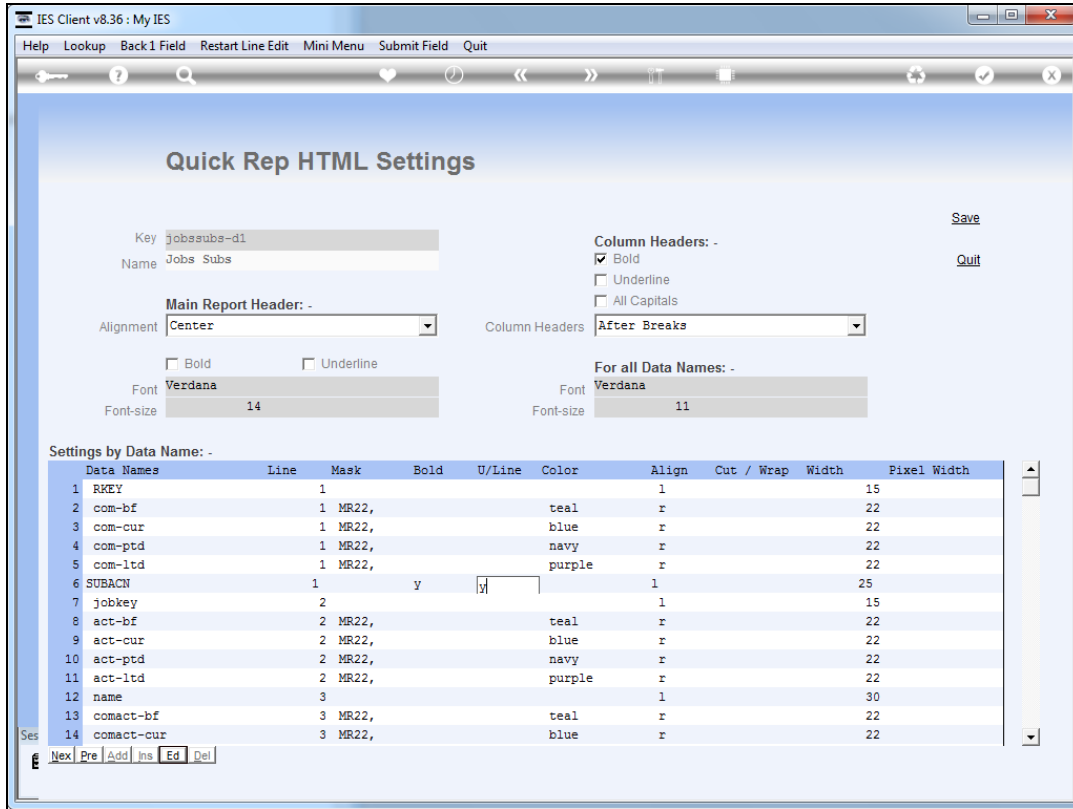 IES Client v8.36 : My IES
Help Lookup Back 1 Field Restart Line Edit Mini Menu Submit Field Quit
Quick Rep HTML Settings
Save
Key jobssubs-d1
Column Headers: -
Name Jobs Subs
Bold
Quit
Underline
Main Report Header: -
All Capitals
Alignment Center
Column Headers After Breaks
Bold Underline
For all Data Names: -
Font Verdana
Font Verdana
Font-size 14
Font-size 11
Settings by Data Name: -
Data Names Line Mask Bold U/Line Color Align Cut / Wrap Width Pixel Width
1 RKEY 1 l 15
2 com-bf 1 MR22, teal r 22
3 com-cur 1 MR22, blue r 22
4 com-ptd 1 MR22, navy r 22
5 com-ltd 1 MR22, purple r 22
6 SUBACN 1 y y l 25
7 jobkey 2 l 15
8 act-bf 2 MR22, teal r 22
9 act-cur 2 MR22, blue r 22
10 act-ptd 2 MR22, navy r 22
11 act-ltd 2 MR22, purple r 22
12 name 3 l 30
13 comact-bf 3 MR22, teal r 22
14 comact-cur 3 MR22, blue r 22
Ses
Nex Pre Add Ins Ed Del